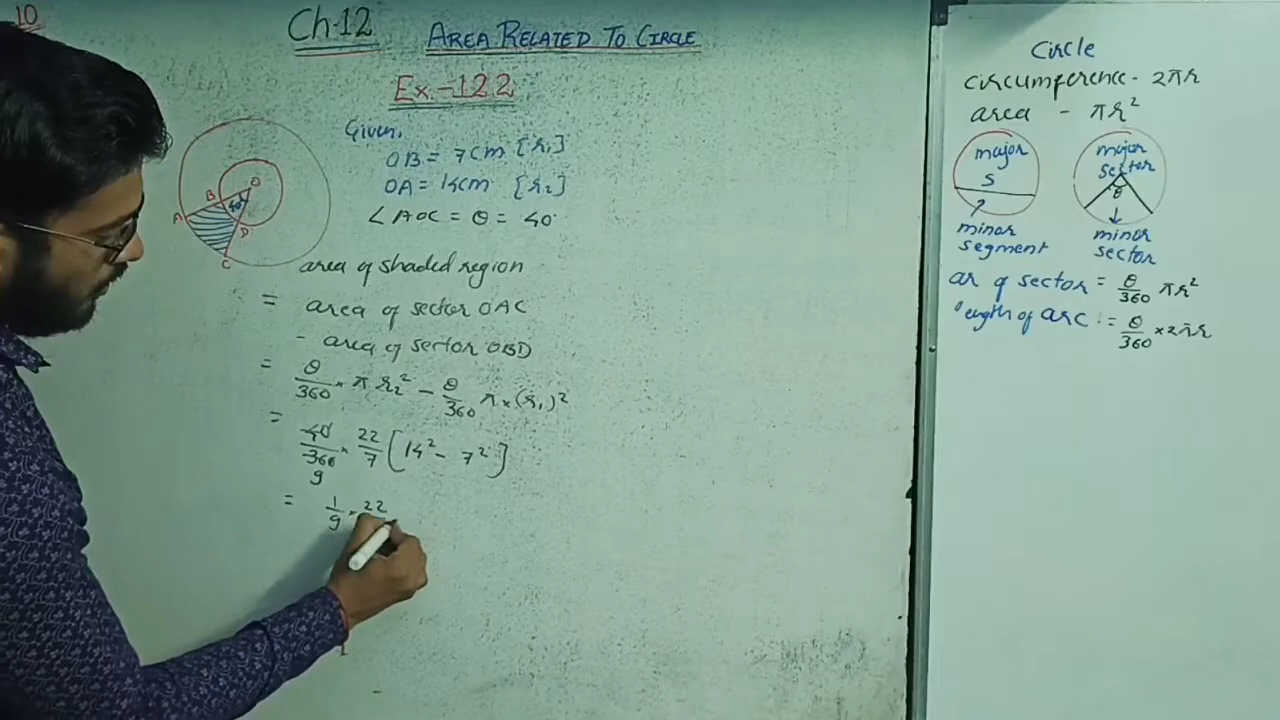 10
Ch-12 AREA RELATED TO CIRCLE
Ex.-12.2
Given,
OB = 7cm [r₁]
OA = 14cm [r₂]
∠AOC = θ = 40°
O
B
40°
A
D
C
area of shaded region
= area of sector OAC
- area of sector OBD
= θ/360 × π r₂² - θ/360 π × (r₁)²
= 40/360 9 × 22/7 [14² - 7²]
= 1/9 × 22
Circle
circumference - 2πr
area - πr²
major S
minor segment
major sector
θ
minor sector
ar of sector = θ/360 πr²
length of arc = θ/360 × 2πr